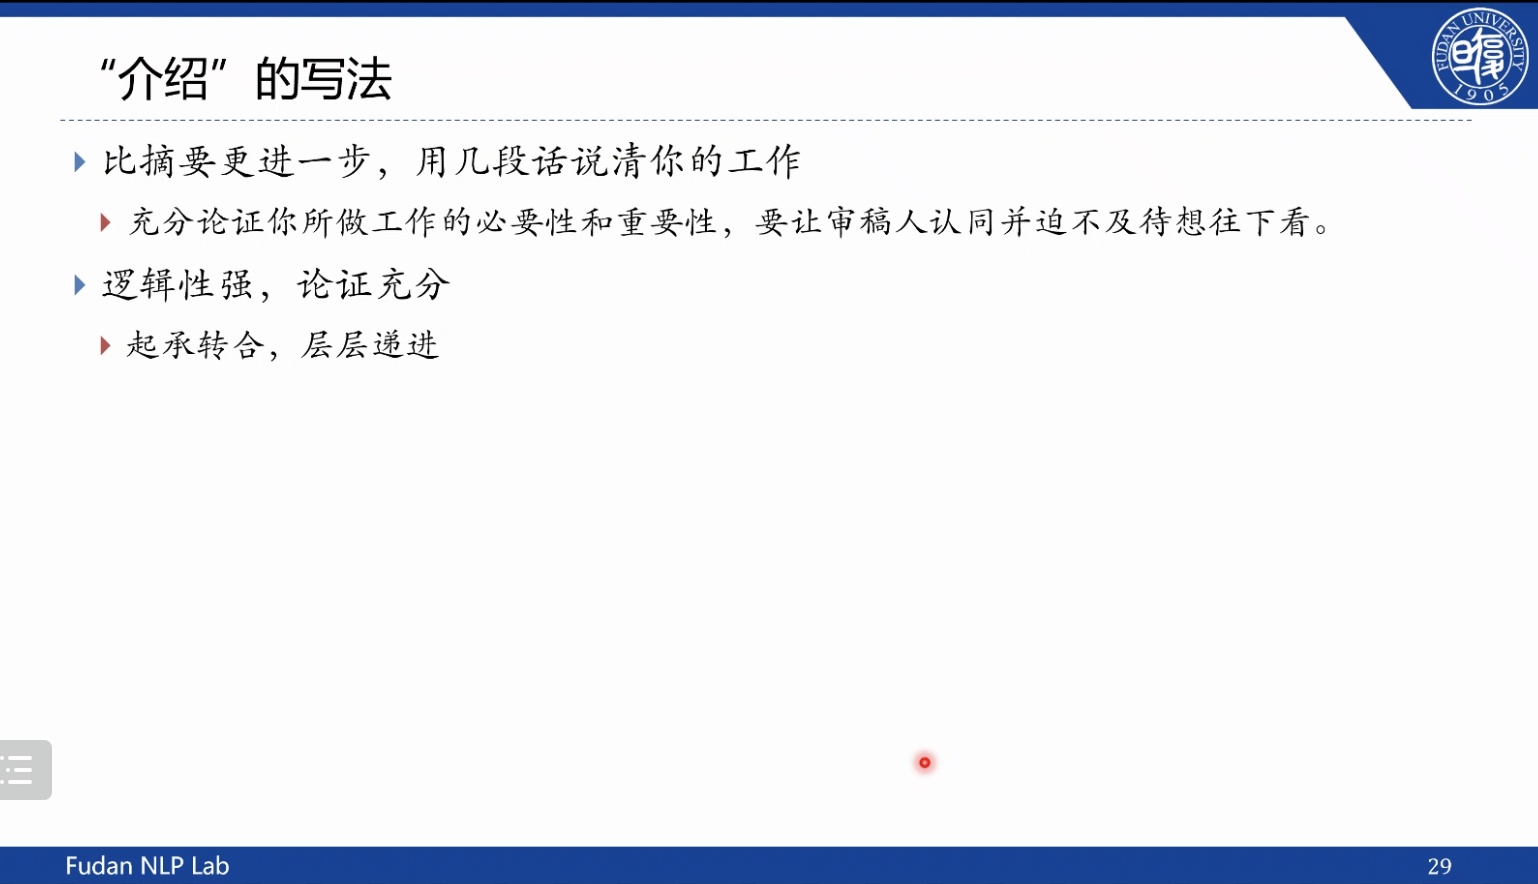 “介绍”的写法
FUDAN UNIVERSITY
1905
比摘要更进一步，用几段话说清你的工作
充分论证你所做工作的必要性和重要性，要让审稿人认同并迫不及待想往下看。
逻辑性强，论证充分
起承转合，层层递进
Fudan NLP Lab
29